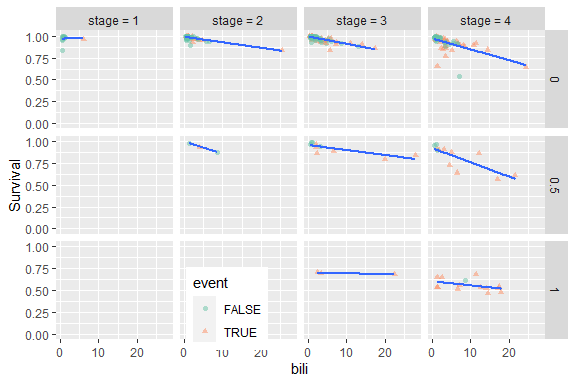 stage = 1 stage = 2 stage = 3 stage = 4
1.00
0.75
0.50
0.25
0.00
0
1.00
0.75
0.50
0.25
0.00
0.5
1.00
0.75
0.50
0.25
0.00
1
Survival
event
FALSE
TRUE
0 10 20 0 10 20 0 10 20 0 10 20
bili